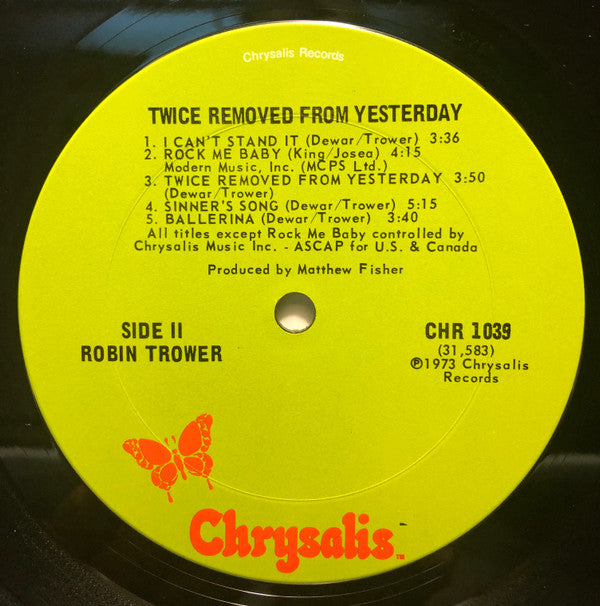 Chrysalis Records
TWICE REMOVED FROM YESTERDAY
1. I CAN'T STAND IT (Dewar/Trower) 3:36
2. ROCK ME BABY (King/Josea) 4:15
Modern Music, Inc. (MCPS Ltd.)
3. TWICE REMOVED FROM YESTERDAY 3:50
(Dewar/Trower)
4. SINNER'S SONG (Dewar/Trower) 5:15
5. BALLERINA (Dewar/Trower) 3:40
All titles except Rock Me Baby controlled by
Chrysalis Music Inc. - ASCAP for U.S. & Canada
Produced by Matthew Fisher
SIDE II
ROBIN TROWER
CHR 1039
(31,583)
℗1973 Chrysalis
Records
Chrysalis™